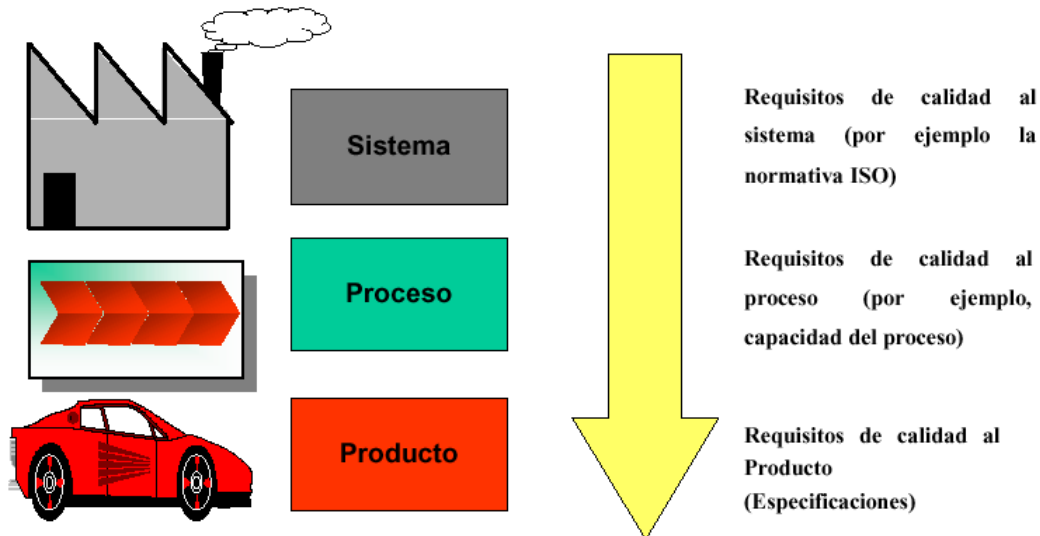 Sistema
Requisitos de calidad al
sistema (por ejemplo la
normativa ISO)
Proceso
Requisitos de calidad al
proceso (por ejemplo,
capacidad del proceso)
Producto
Requisitos de calidad al
Producto
(Especificaciones)